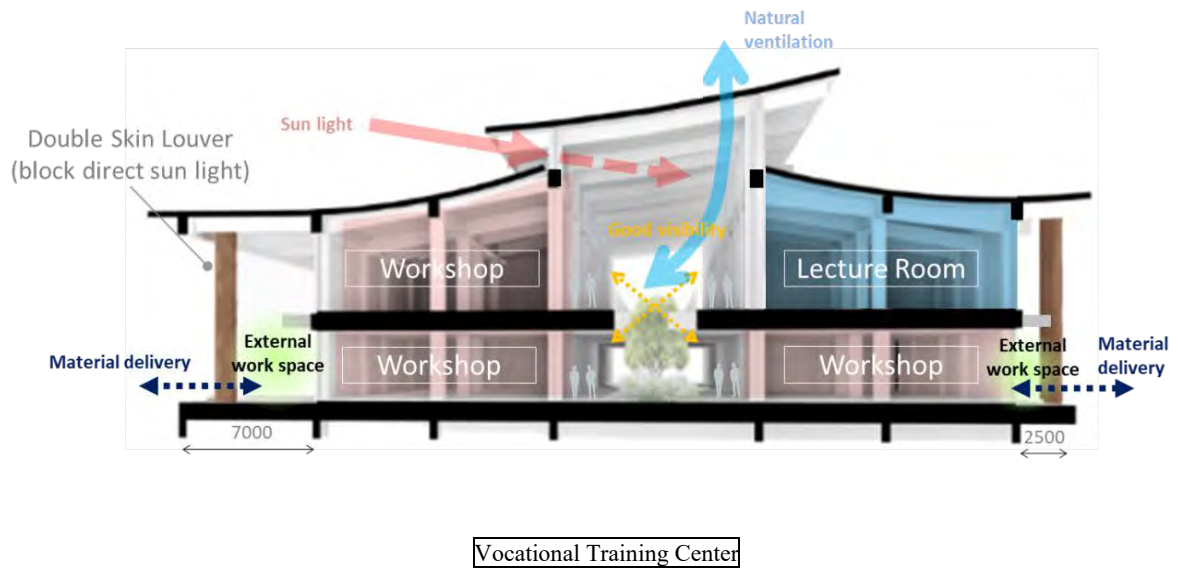 Natural
ventilation
Sun light
Double Skin Louver
(block direct sun light)
Good visibility
Workshop
Lecture Room
External
work space
Material delivery
Workshop
Workshop
External
work space
Material
delivery
7000
2500
Vocational Training Center